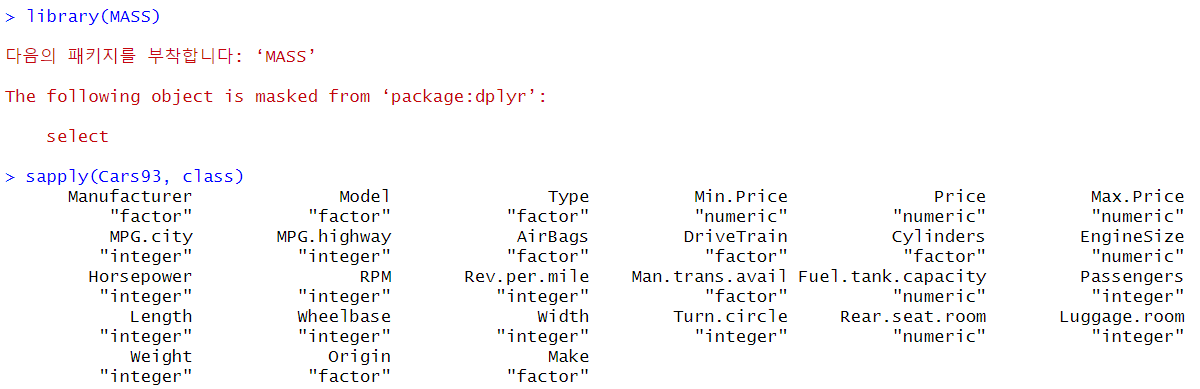 > library(MASS)
다음의 패키지를 부착합니다: ‘MASS’
The following object is masked from ‘package:dplyr’:
select
> sapply(Cars93, class)
Manufacturer Model Type Min.Price Price Max.Price
"factor" "factor" "factor" "numeric" "numeric" "numeric"
MPG.city MPG.highway AirBags DriveTrain Cylinders EngineSize
"integer" "integer" "factor" "factor" "factor" "numeric"
Horsepower RPM Rev.per.mile Man.trans.avail Fuel.tank.capacity Passengers
"integer" "integer" "integer" "factor" "numeric" "integer"
Length Wheelbase Width Turn.circle Rear.seat.room Luggage.room
"integer" "integer" "integer" "integer" "numeric" "integer"
Weight Origin Make
"integer" "factor" "factor"